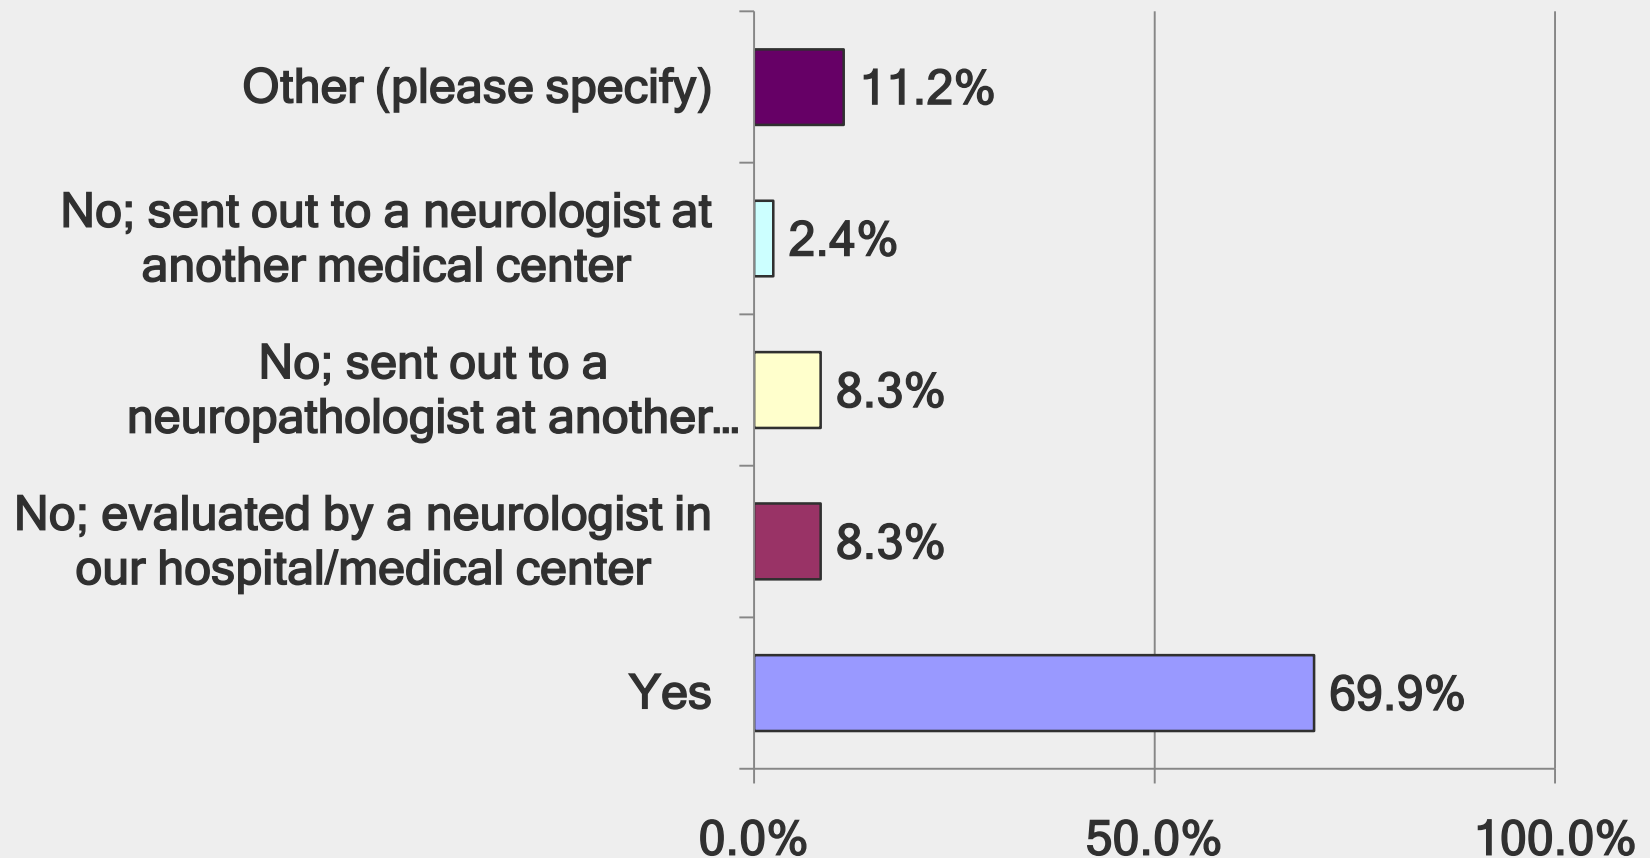 Other (please specify)
11.2%
No; sent out to a neurologist at
another medical center
2.4%
No; sent out to a
neuropathologist at another...
8.3%
No; evaluated by a neurologist in
our hospital/medical center
8.3%
Yes
69.9%
0.0%
50.0%
100.0%